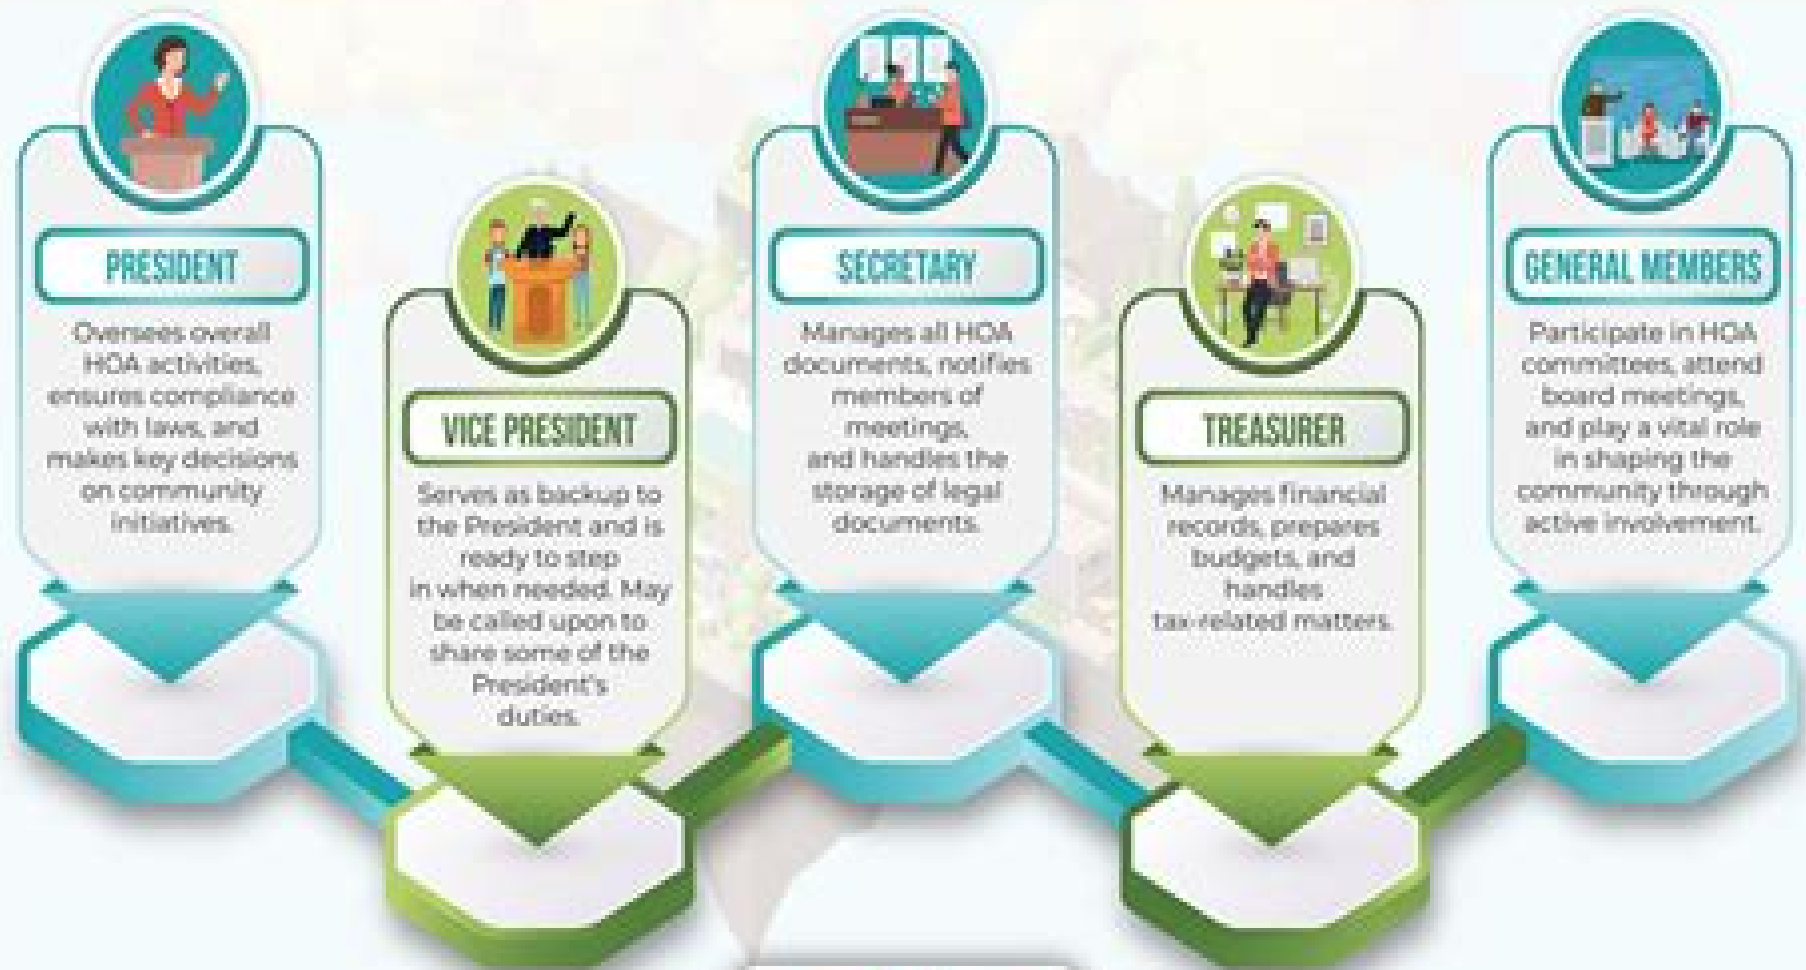 PRESIDENT
Oversees overall
HOA activities,
ensures compliance
with laws, and
makes key decisions
on community
initiatives.
VICE PRESIDENT
Serves as backup to
the President and is
ready to step
in when needed. May
be called upon to
share some of the
President's
duties.
SECRETARY
Manages all HOA
documents, notifies
members of
meetings,
and handles the
storage of legal
documents.
TREASURER
Manages financial
records, prepares
budgets, and
handles
tax-related matters.
GENERAL MEMBERS
Participate in HOA
committees, attend
board meetings,
and play a vital role
in shaping the
community through
active involvement.